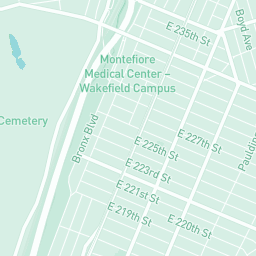 E 235th St
Boyd Ave
Montefiore
Medical Center –
Wakefield Campus
Cemetery
Bronx Blvd
E 225th St
E 227th St
E 223rd St
E 221st St
E 219th St
E 220th St